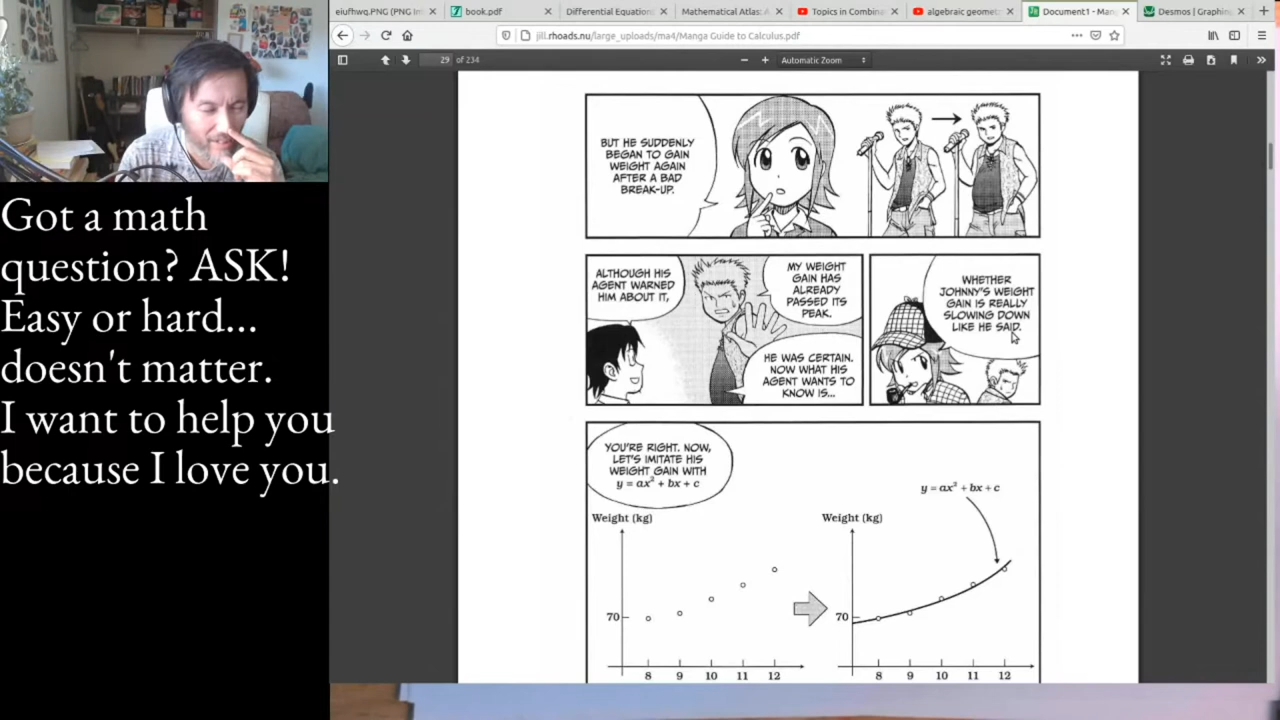 eiufhwq.PNG (PNG Im
book.pdf
Differential Equation
Mathematical Atlas: A
Topics in Combina
algebraic geomet
Document1 - Man
Desmos | Graphing
jill.rhoads.nu/large_uploads/ma4/Manga Guide to Calculus.pdf
29 of 234
Automatic Zoom
Got a math
question? ASK!
Easy or hard...
doesn't matter.
I want to help you
because I love you.
BUT HE SUDDENLY
BEGAN TO GAIN
WEIGHT AGAIN
AFTER A BAD
BREAK-UP.
ALTHOUGH HIS
AGENT WARNED
HIM ABOUT IT,
MY WEIGHT
GAIN HAS
ALREADY
PASSED ITS
PEAK.
HE WAS CERTAIN.
NOW WHAT HIS
AGENT WANTS TO
KNOW IS...
WHETHER
JOHNNY'S WEIGHT
GAIN IS REALLY
SLOWING DOWN
LIKE HE SAID.
YOU'RE RIGHT. NOW,
LET'S IMITATE HIS
WEIGHT GAIN WITH
y = ax² + bx + c
Weight (kg)
70
8 9 10 11 12
Weight (kg)
y = ax² + bx + c
70
8 9 10 11 12